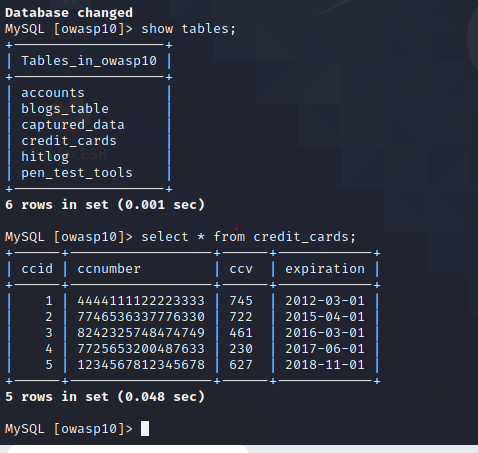 Database changed
MySQL [owasp10]> show tables;
+-------------------+
| Tables_in_owasp10 |
+-------------------+
| accounts          |
| blogs_table       |
| captured_data     |
| credit_cards      |
| hitlog            |
| pen_test_tools    |
+-------------------+
6 rows in set (0.001 sec)
MySQL [owasp10]> select * from credit_cards;
+------+------------------+------+------------+
| ccid | ccnumber         | ccv  | expiration |
+------+------------------+------+------------+
|    1 | 4444111122223333 | 745  | 2012-03-01 |
|    2 | 7746536337776330 | 722  | 2015-04-01 |
|    3 | 8242325748474749 | 461  | 2016-03-01 |
|    4 | 7725653200487633 | 230  | 2017-06-01 |
|    5 | 1234567812345678 | 627  | 2018-11-01 |
+------+------------------+------+------------+
5 rows in set (0.048 sec)
MySQL [owasp10]>